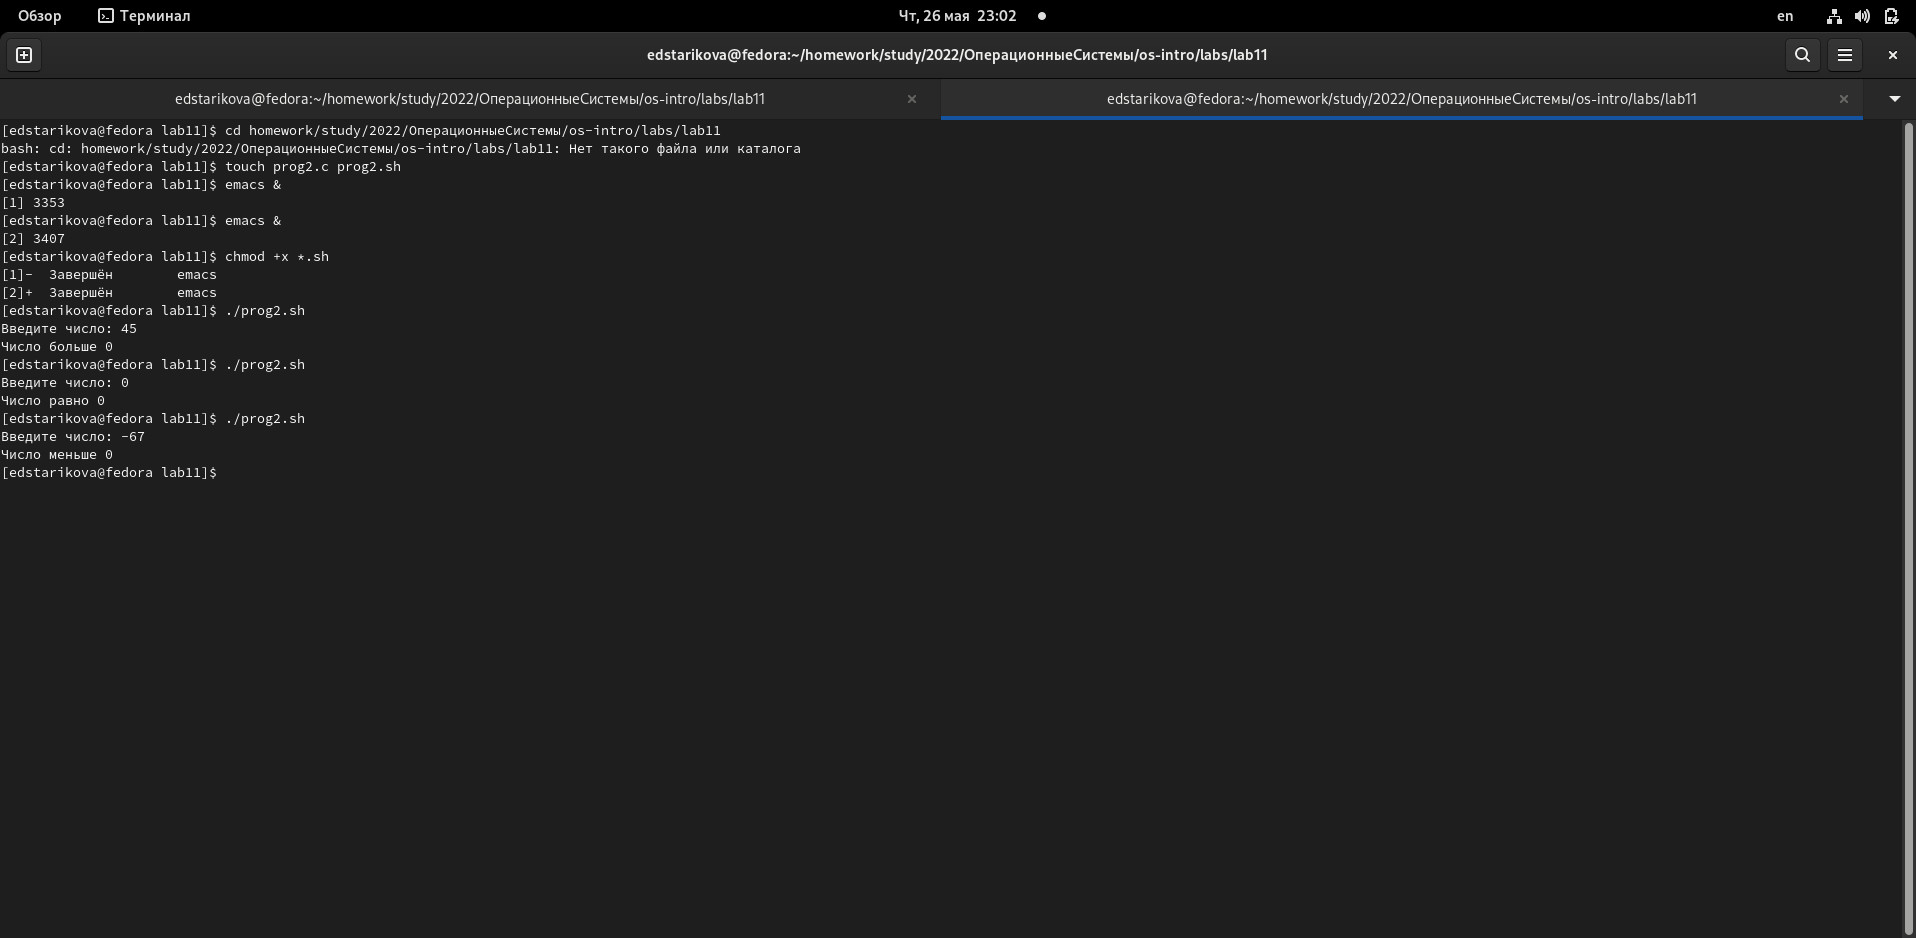 Обзор Терминал Чт, 26 мая 23:02 en
edstarikova@fedora:~/homework/study/2022/ОперационныеСистемы/os-intro/labs/lab11
edstarikova@fedora:~/homework/study/2022/ОперационныеСистемы/os-intro/labs/lab11 edstarikova@fedora:~/homework/study/2022/ОперационныеСистемы/os-intro/labs/lab11
[edstarikova@fedora lab11]$ cd homework/study/2022/ОперационныеСистемы/os-intro/labs/lab11
bash: cd: homework/study/2022/ОперационныеСистемы/os-intro/labs/lab11: Нет такого файла или каталога
[edstarikova@fedora lab11]$ touch prog2.c prog2.sh
[edstarikova@fedora lab11]$ emacs &
[1] 3353
[edstarikova@fedora lab11]$ emacs &
[2] 3407
[edstarikova@fedora lab11]$ chmod +x *.sh
[1]-  Завершён        emacs
[2]+  Завершён        emacs
[edstarikova@fedora lab11]$ ./prog2.sh
Введите число: 45
Число больше 0
[edstarikova@fedora lab11]$ ./prog2.sh
Введите число: 0
Число равно 0
[edstarikova@fedora lab11]$ ./prog2.sh
Введите число: -67
Число меньше 0
[edstarikova@fedora lab11]$